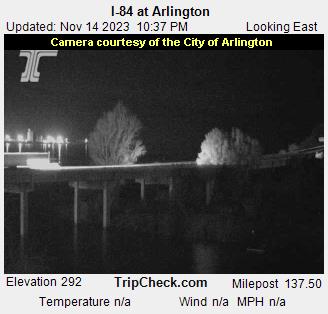 I-84 at Arlington
Updated: Nov 14 2023 10:37 PM Looking East
Camera courtesy of the City of Arlington
Elevation 292 TripCheck.com Milepost 137.50
Temperature n/a Wind n/a MPH n/a